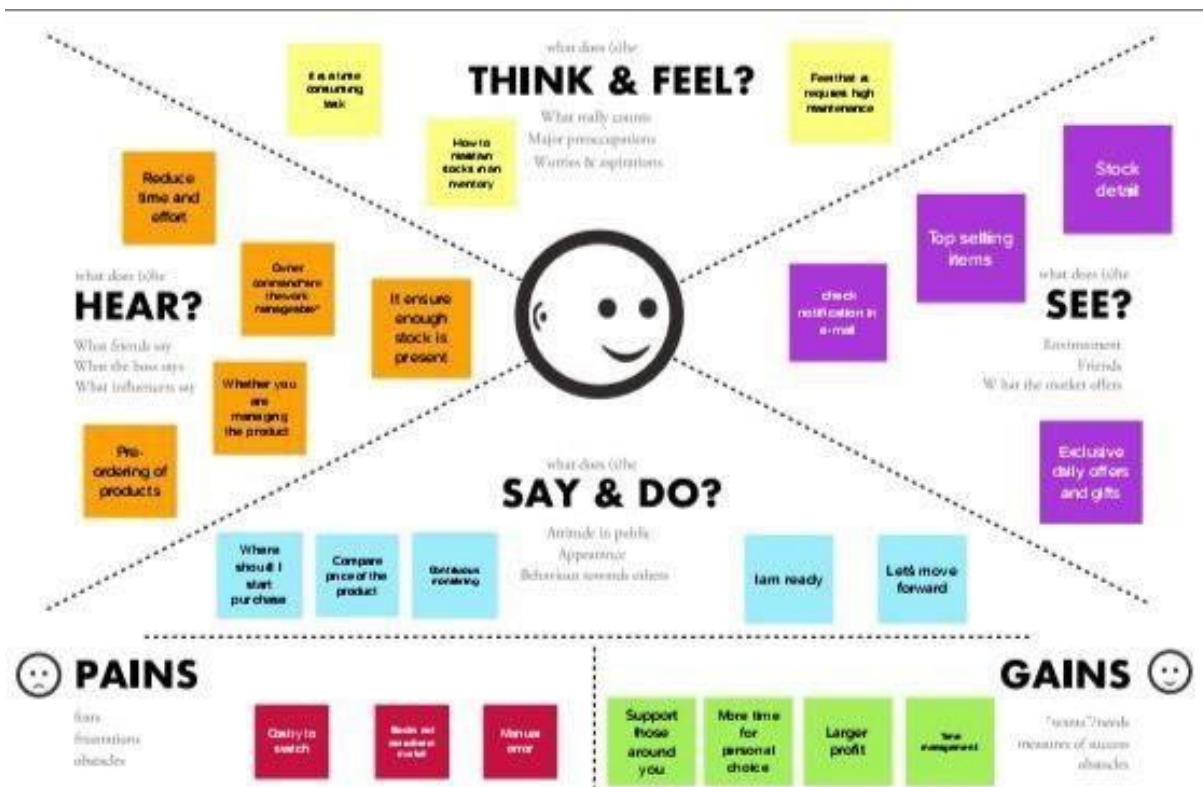 what does (s)he
THINK & FEEL?
What really counts
Major preoccupations
Worries & aspirations
It is a time
consuming
task
How to
maintain
stocks in an
inventory
Feel that is
requires high
maintenance
what does (s)he
HEAR?
What friends say
What the boss says
What influencers say
Reduce
time and
effort
Owner
the work
manageable"
It ensure
enough
stock is
present
Whether you
are
managing
the product
Pre-
ordering of
products
what does (s)he
SEE?
Environment
Friends
What the market offers
Stock
detail
Top selling
items
check
notification in
e-mail
Exclusive
daily offers
and gifts
what does (s)he
SAY & DO?
Attitude in public
Appearance
Behaviour towards others
Where
should I
start
purchase
Compare
price of the
product
Continuous
monitoring
I am ready
Let's move
forward
PAINS
fears
frustrations
obstacles
Costly to
switch
Manual
error
GAINS
"wants"/needs
measures of success
obstacles
Support
those
around
you
More time
for
personal
choice
Larger
profit
Time
management